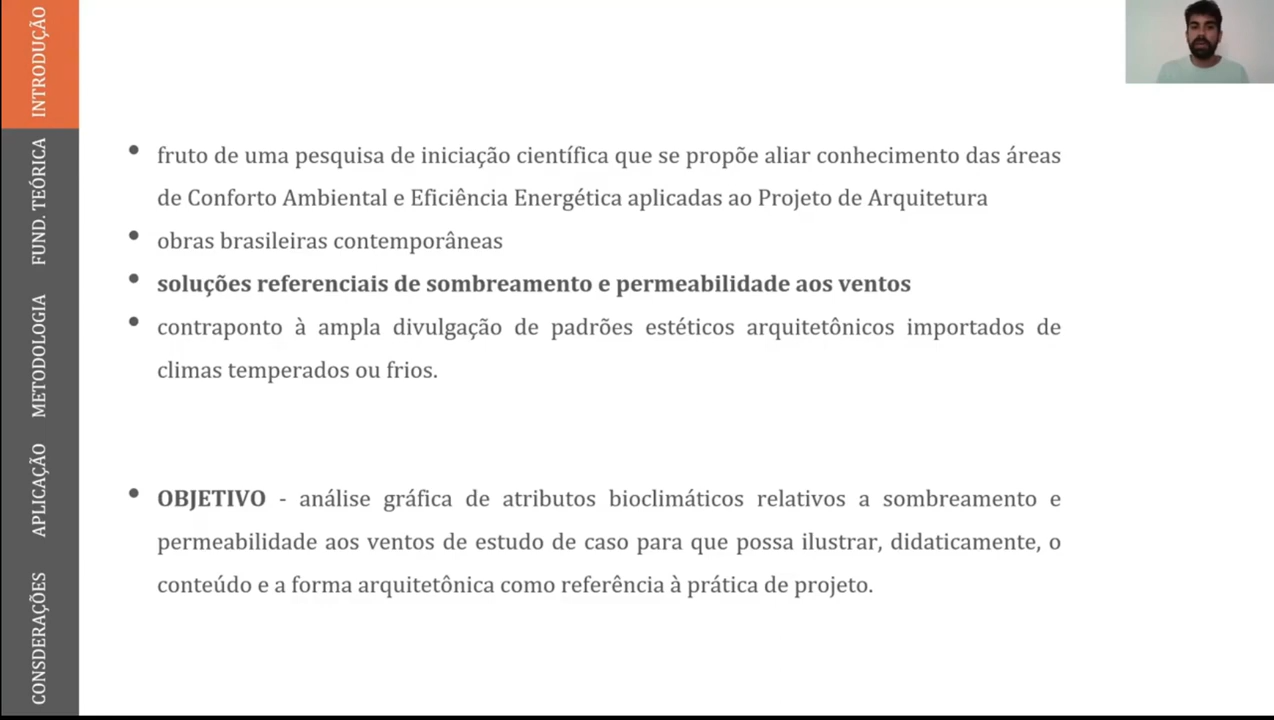 INTRODUÇÃO
FUND. TEÓRICA
METODOLOGIA
APLICAÇÃO
CONSDERAÇÕES
fruto de uma pesquisa de iniciação científica que se propõe aliar conhecimento das áreas
de Conforto Ambiental e Eficiência Energética aplicadas ao Projeto de Arquitetura
obras brasileiras contemporâneas
soluções referenciais de sombreamento e permeabilidade aos ventos
contraponto à ampla divulgação de padrões estéticos arquitetônicos importados de
climas temperados ou frios.
OBJETIVO - análise gráfica de atributos bioclimáticos relativos a sombreamento e
permeabilidade aos ventos de estudo de caso para que possa ilustrar, didaticamente, o
conteúdo e a forma arquitetônica como referência à prática de projeto.